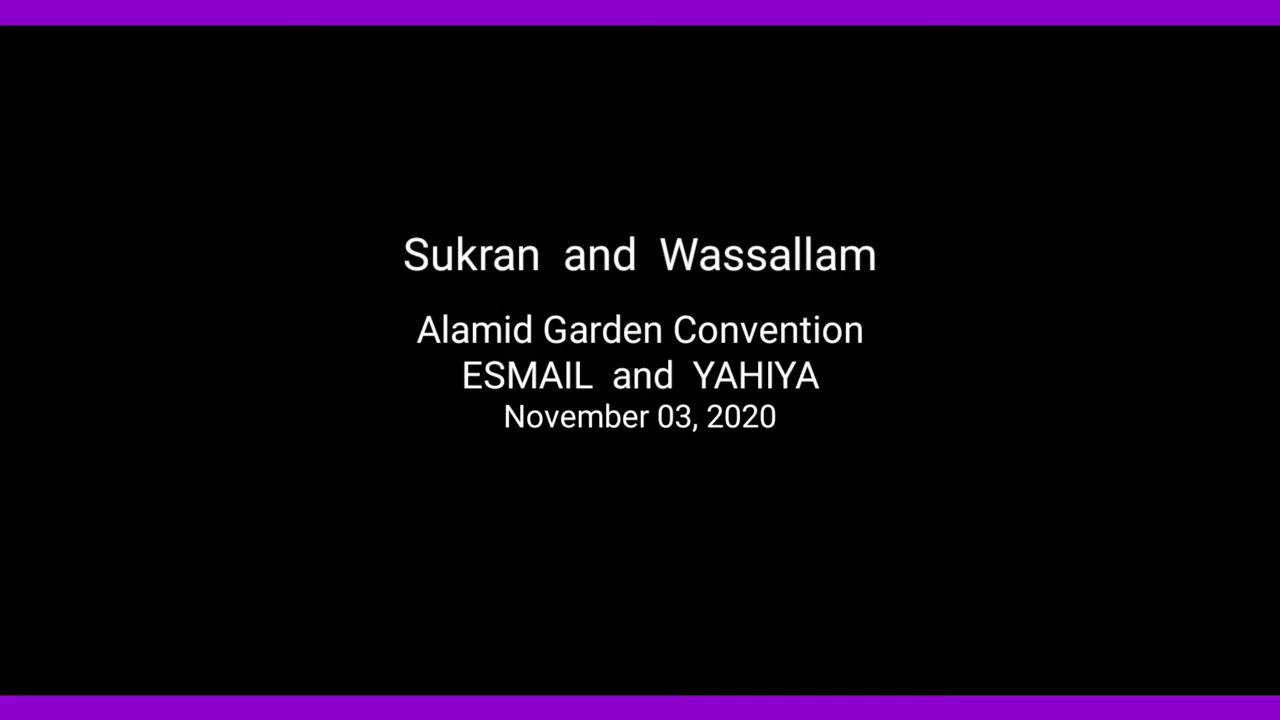 Sukran and Wassallam
Alamid Garden Convention
ESMAIL and YAHIYA
November 03, 2020